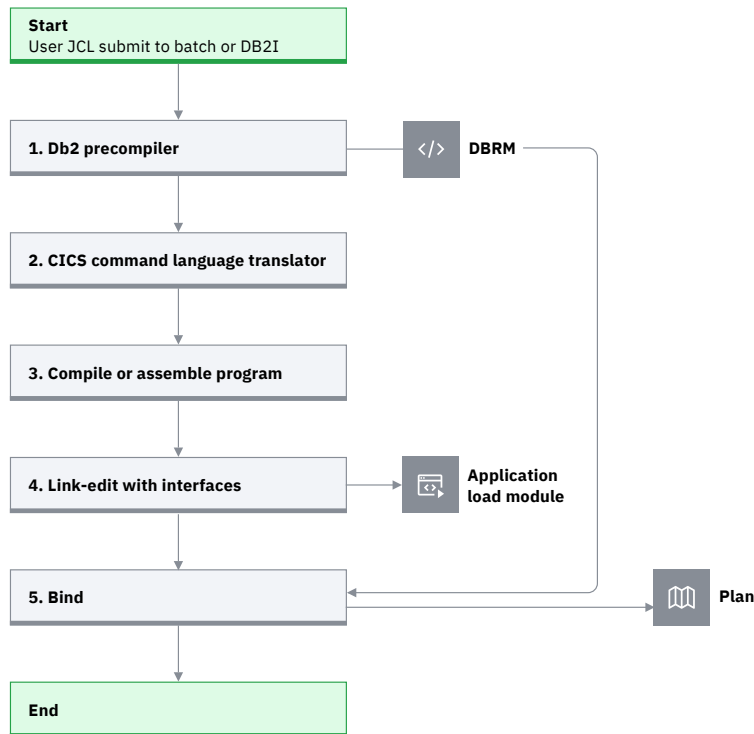 Start
User JCL submit to batch or DB2I
1. Db2 precompiler
DBRM
2. CICS command language translator
3. Compile or assemble program
4. Link-edit with interfaces
Application
load module
5. Bind
Plan
End